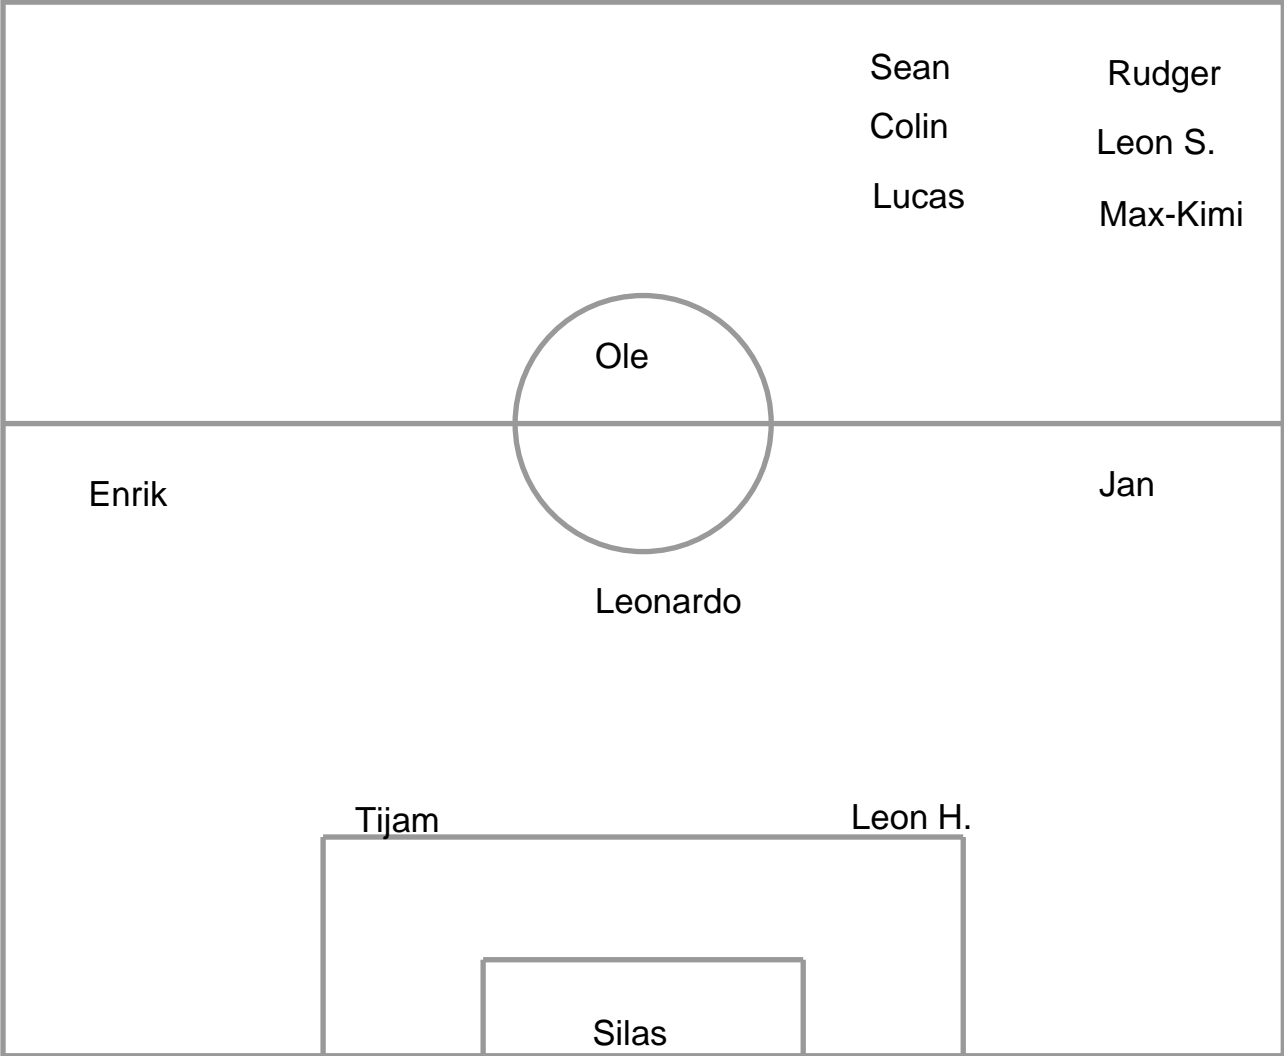 Sean
Rudger
Colin
Leon S.
Lucas
Max-Kimi
Ole
Enrik
Jan
Leonardo
Tijam
Leon H.
Silas